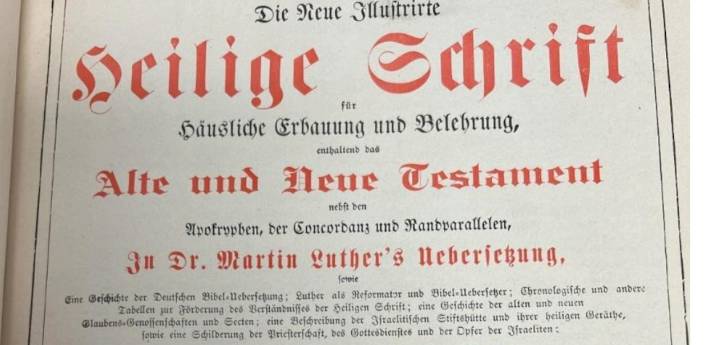 Die Neue Illustrirte
Heilige Schrift
für
Häusliche Erbauung und Belehrung,
enthaltend das
Alte und Neue Testament
nebst den
Apokryphen, der Concordanz und Randparallelen,
In Dr. Martin Luther's Uebersetzung,
sowie
Eine Geschichte der Deutschen Bibel-Uebersetzung; Luther als Reformator und Bibel-Uebersetzer; Chronologische und andere
Tabellen zur Förderung des Verständnisses der Heiligen Schrift; eine Geschichte der alten und neuen
Glaubens-Genossenschaften und Secten; eine Beschreibung der Israelitischen Stiftshütte und ihrer heiligen Geräthe,
sowie eine Schilderung der Priesterschaft, des Gottesdienstes und der Opfer der Israeliten: